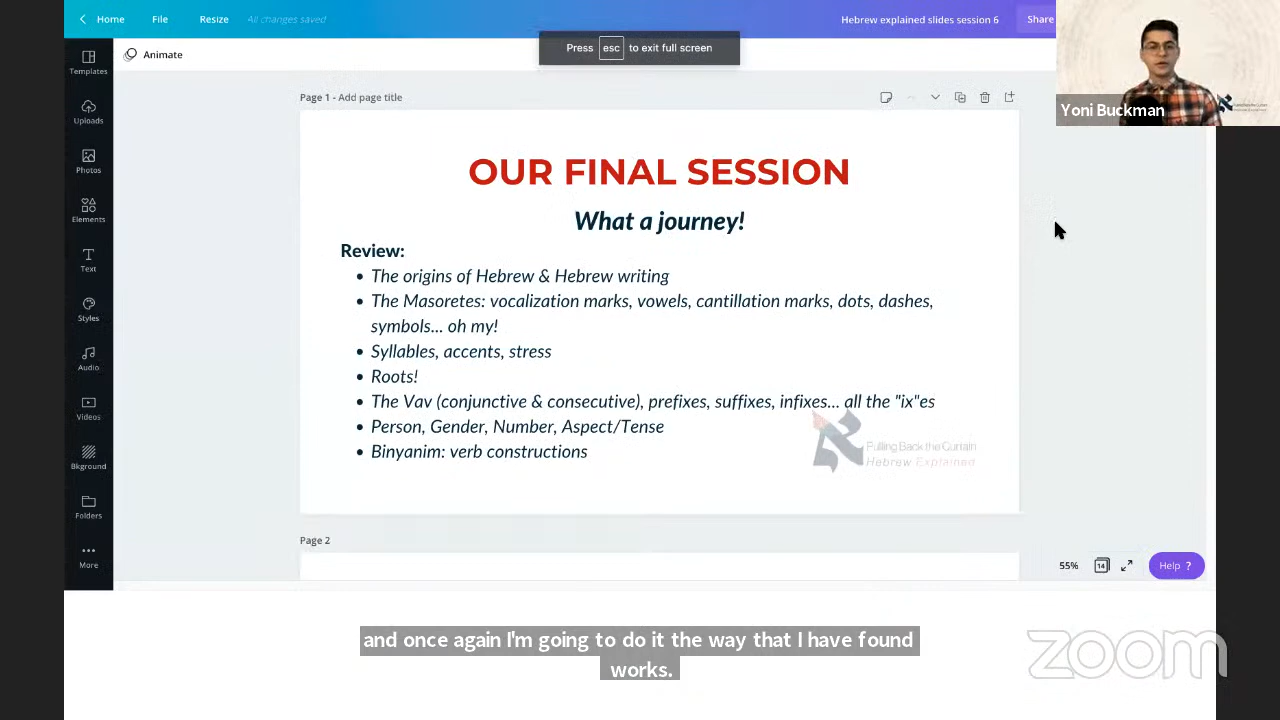 Home File Resize All changes saved Hebrew explained slides session 6 Share
Press esc to exit full screen
Animate
Templates
Uploads
Photos
Elements
Text
Styles
Audio
Videos
Bkground
Folders
More
Page 1 - Add page title
OUR FINAL SESSION
What a journey!
Review:
• The origins of Hebrew & Hebrew writing
• The Masoretes: vocalization marks, vowels, cantillation marks, dots, dashes,
symbols... oh my!
• Syllables, accents, stress
• Roots!
• The Vav (conjunctive & consecutive), prefixes, suffixes, infixes... all the "ix"es
• Person, Gender, Number, Aspect/Tense
• Binyanim: verb constructions
Pulling Back the Curtain
Hebrew Explained
Page 2
55% 14 Help ?
Yoni Buckman
and once again I'm going to do it the way that I have found
works.
zoom